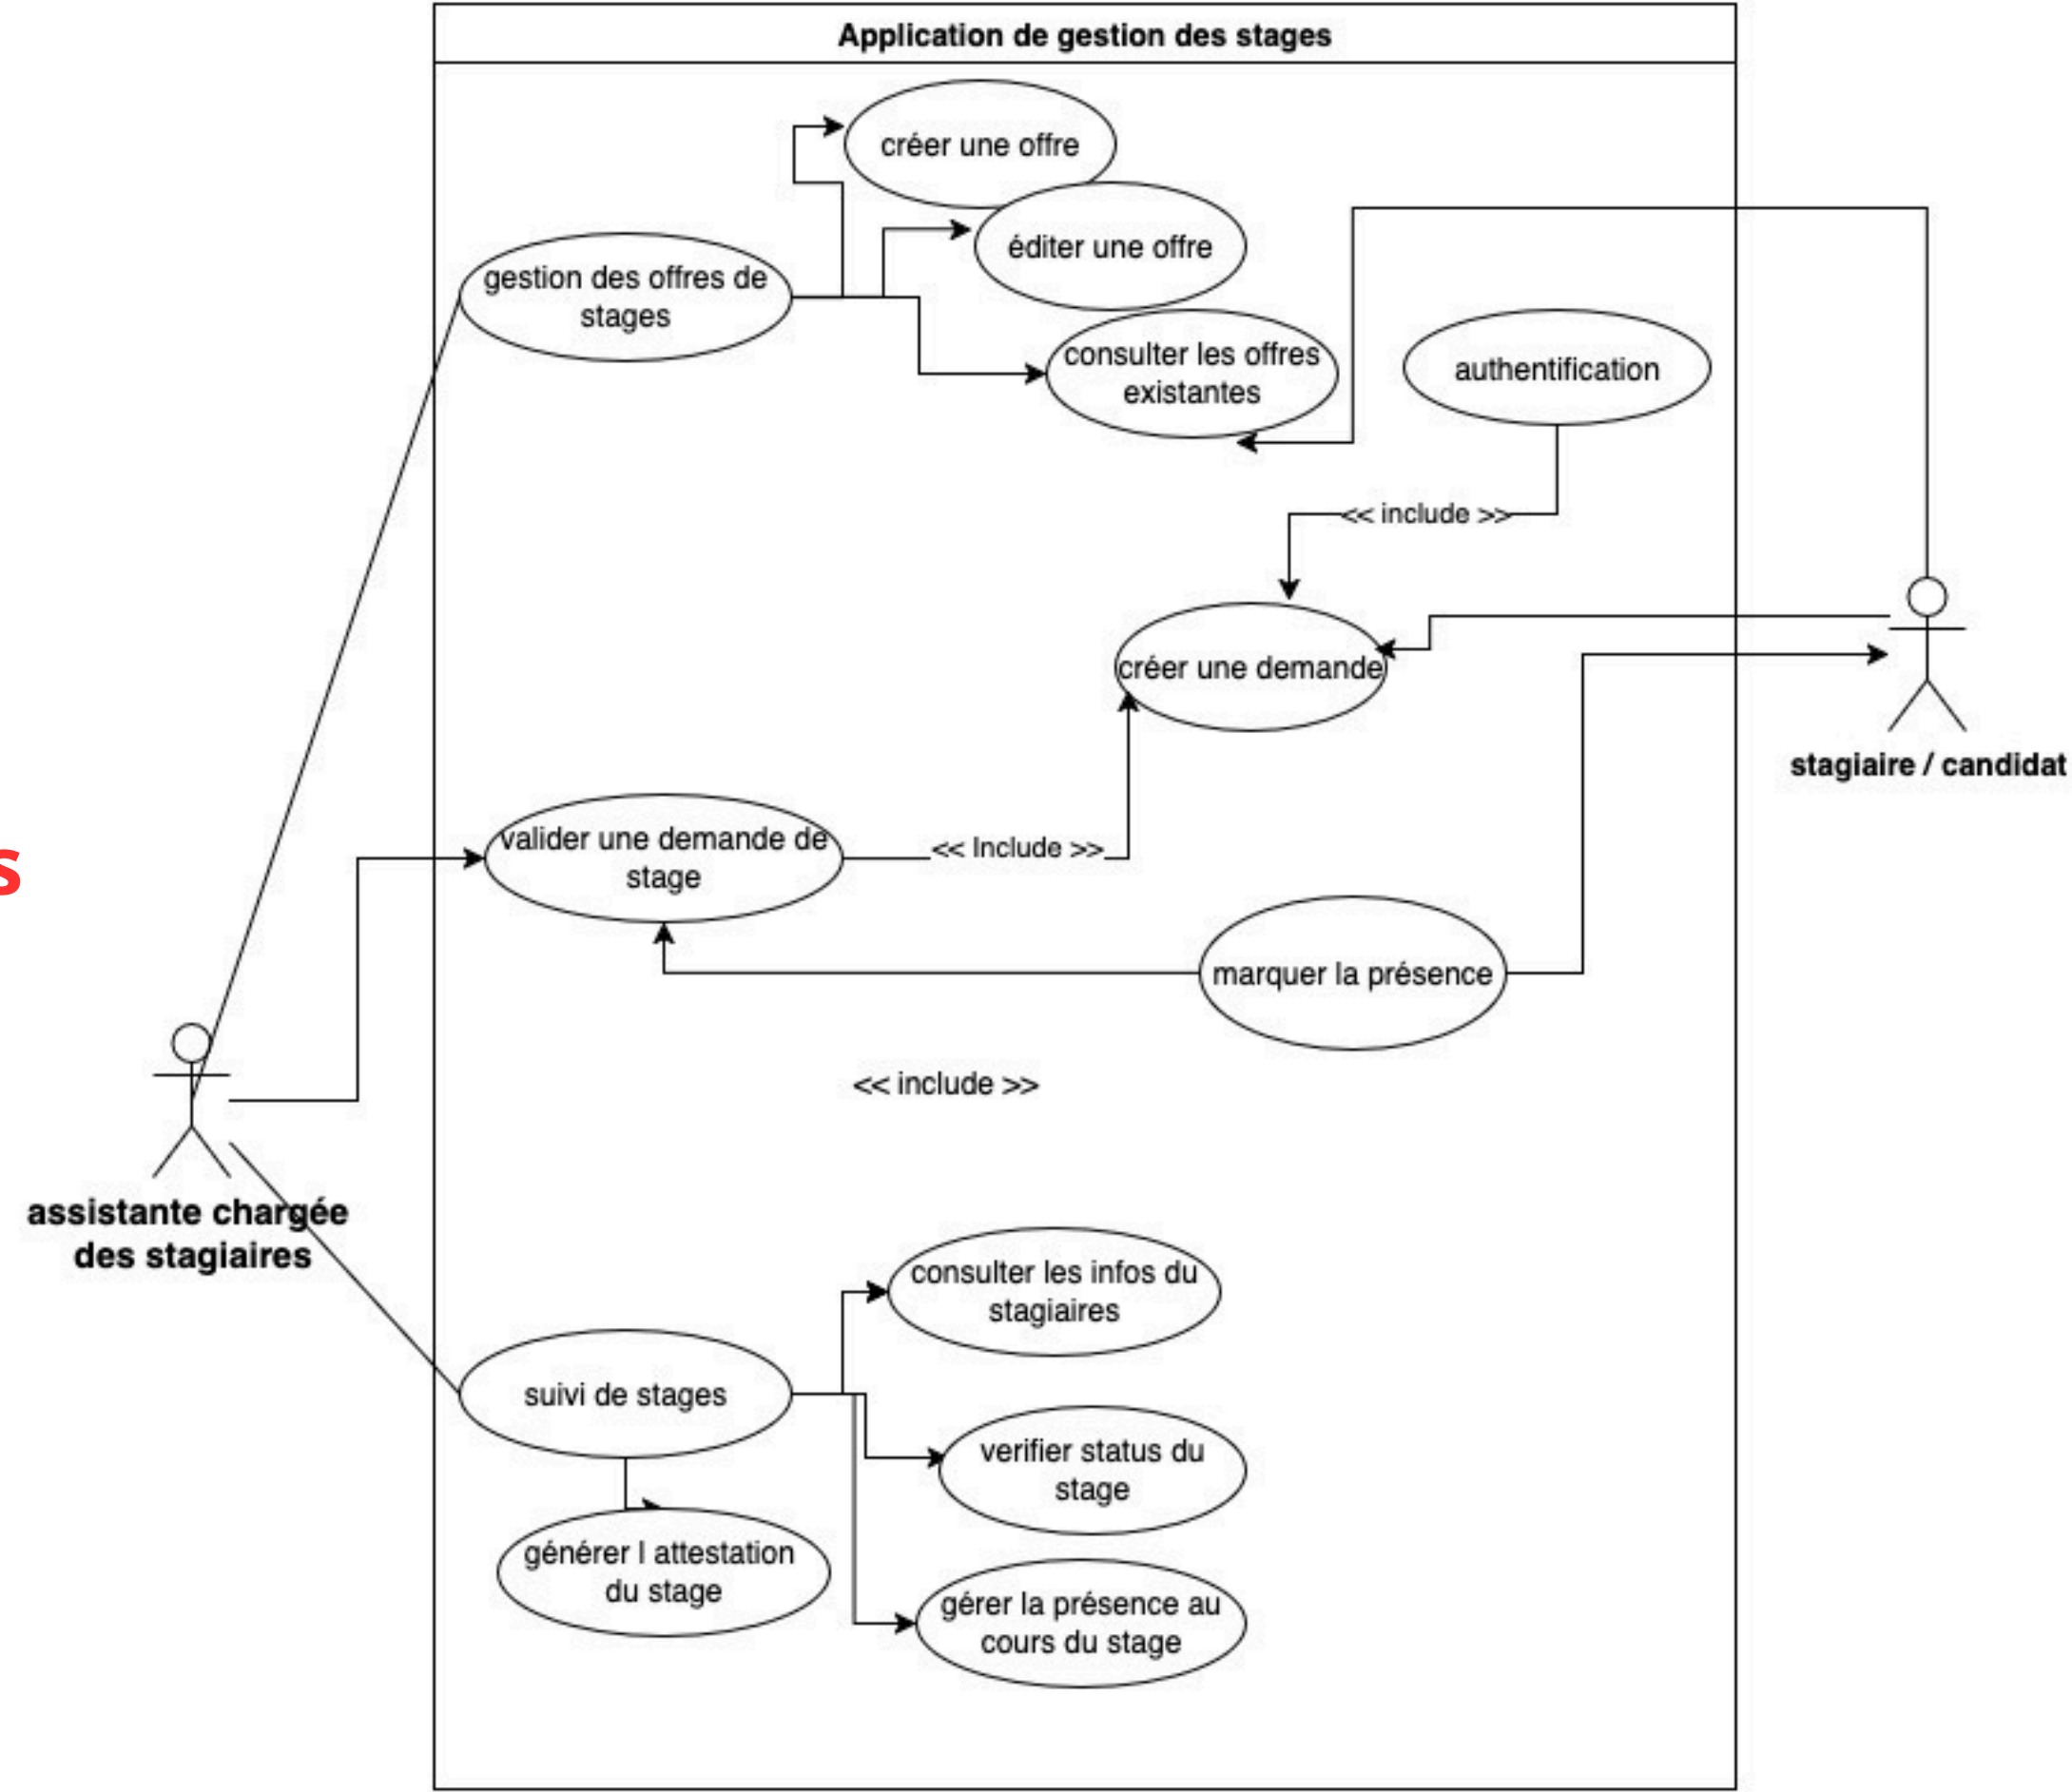 Application de gestion des stages
créer une offre
éditer une offre
gestion des offres de
stages
consulter les offres
existantes
authentification
<< include >>
créer une demande
stagiaire / candidat
valider une demande de
stage
<< Include >>
s
marquer la présence
<< include >>
assistante chargée
des stagiaires
consulter les infos du
stagiaires
suivi de stages
verifier status du
stage
générer l attestation
du stage
gérer la présence au
cours du stage